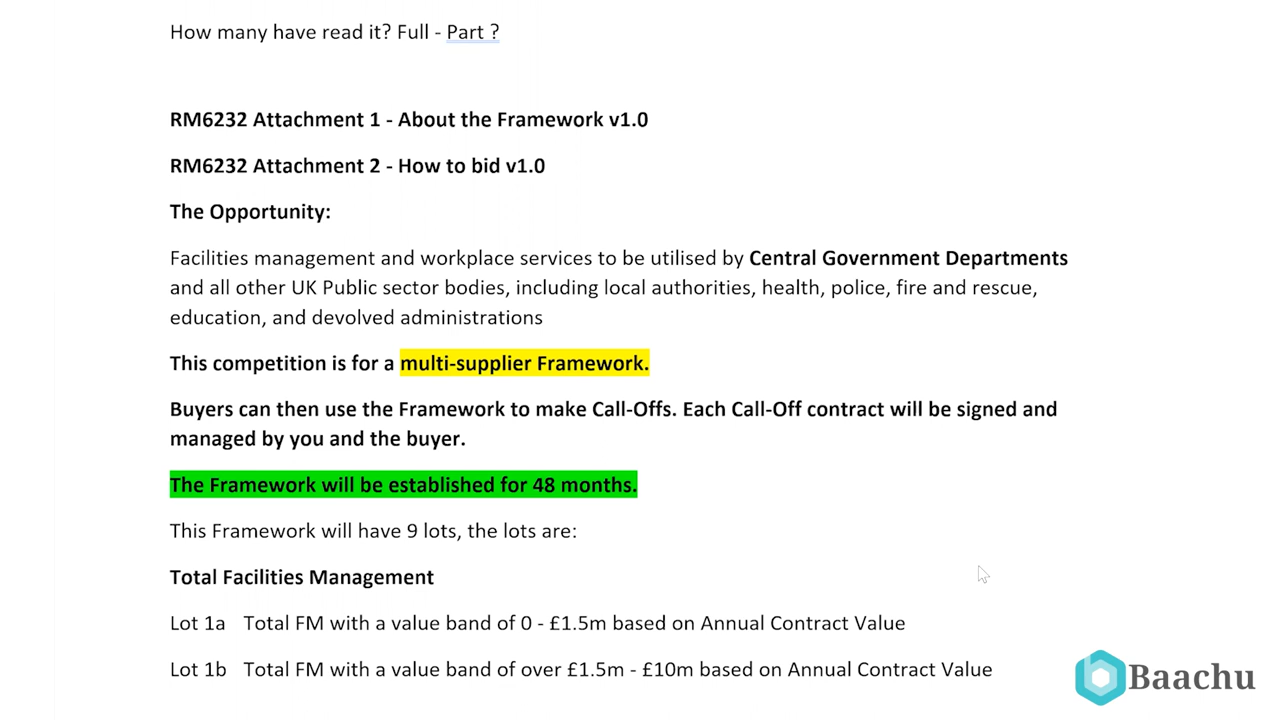 How many have read it? Full - Part ?
RM6232 Attachment 1 - About the Framework v1.0
RM6232 Attachment 2 - How to bid v1.0
The Opportunity:
Facilities management and workplace services to be utilised by Central Government Departments
and all other UK Public sector bodies, including local authorities, health, police, fire and rescue,
education, and devolved administrations
This competition is for a multi-supplier Framework.
Buyers can then use the Framework to make Call-Offs. Each Call-Off contract will be signed and
managed by you and the buyer.
The Framework will be established for 48 months.
This Framework will have 9 lots, the lots are:
Total Facilities Management
Lot 1a Total FM with a value band of 0 - £1.5m based on Annual Contract Value
Lot 1b Total FM with a value band of over £1.5m - £10m based on Annual Contract Value
Baachu